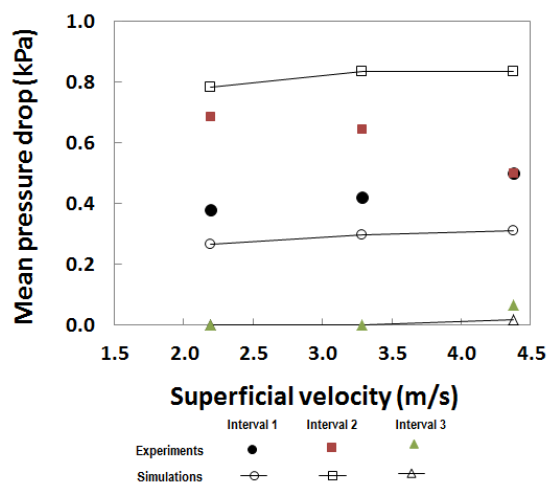 Mean pressure drop (kPa)
1.0
0.8
0.6
0.4
0.2
0.0
1.5 2.0 2.5 3.0 3.5 4.0 4.5
Superficial velocity (m/s)
Interval 1 Interval 2 Interval 3
Experiments
Simulations